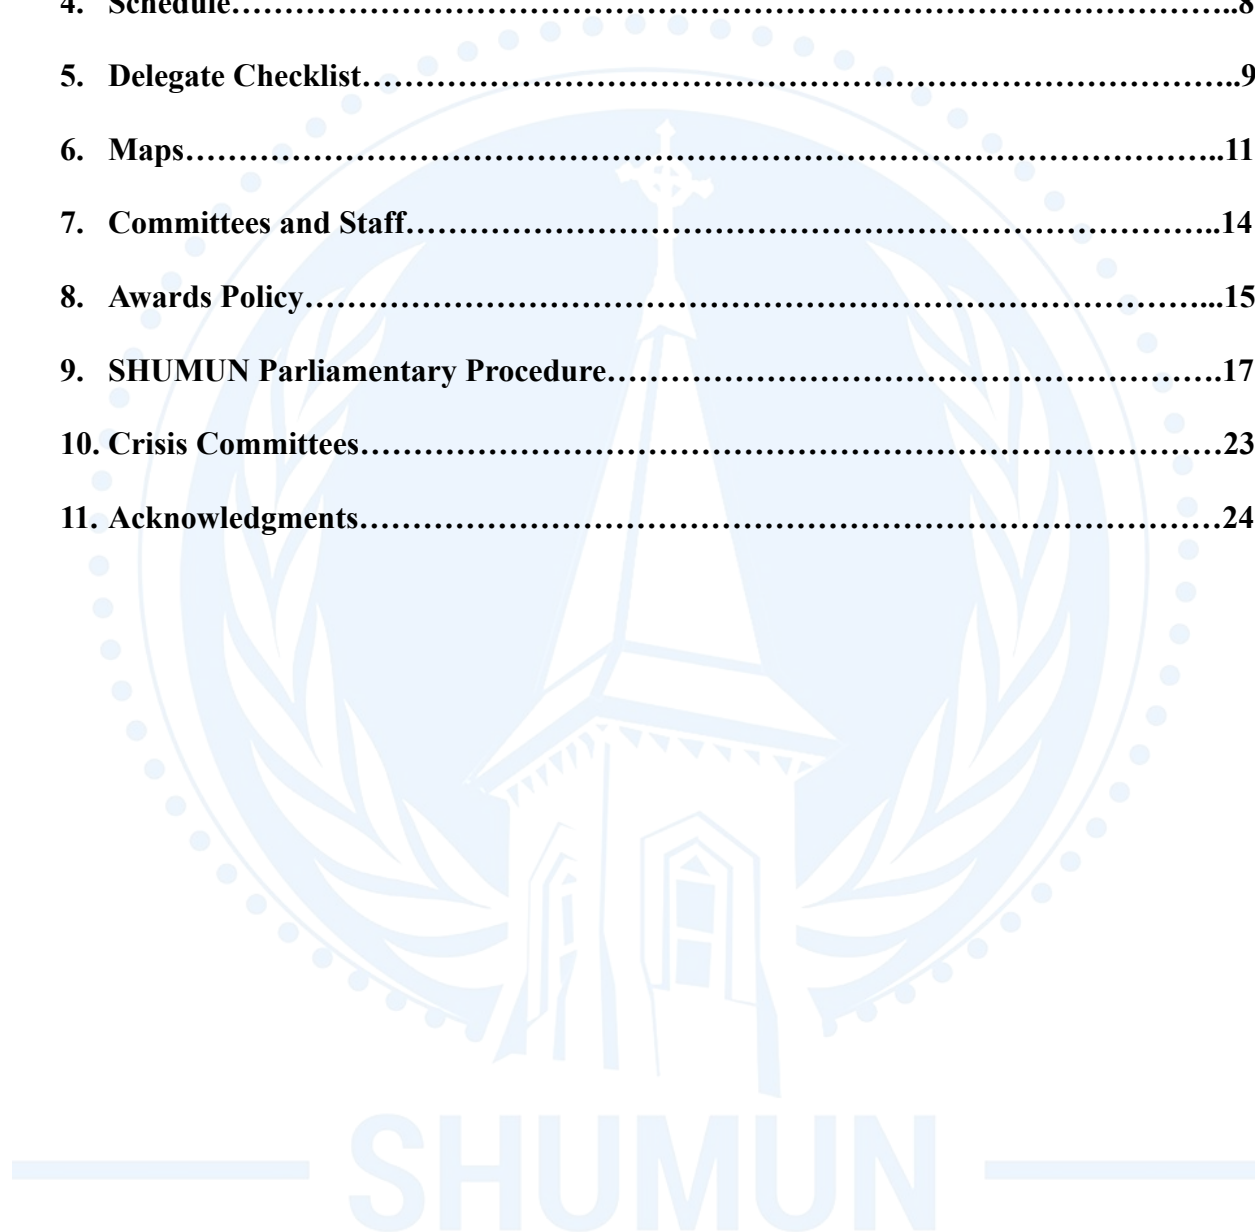 4. Schedule…………………………………………………………………………………..8
5. Delegate Checklist………………………………………………………………………..9
6. Maps……………………………………………………………………………………..11
7. Committees and Staff…………………………………………………………………..14
8. Awards Policy…………………………………………………………………………...15
9. SHUMUN Parliamentary Procedure………………………………………………….17
10. Crisis Committees………………………………………………………………………23
11. Acknowledgments………………………………………………………………………24
SHUMUN